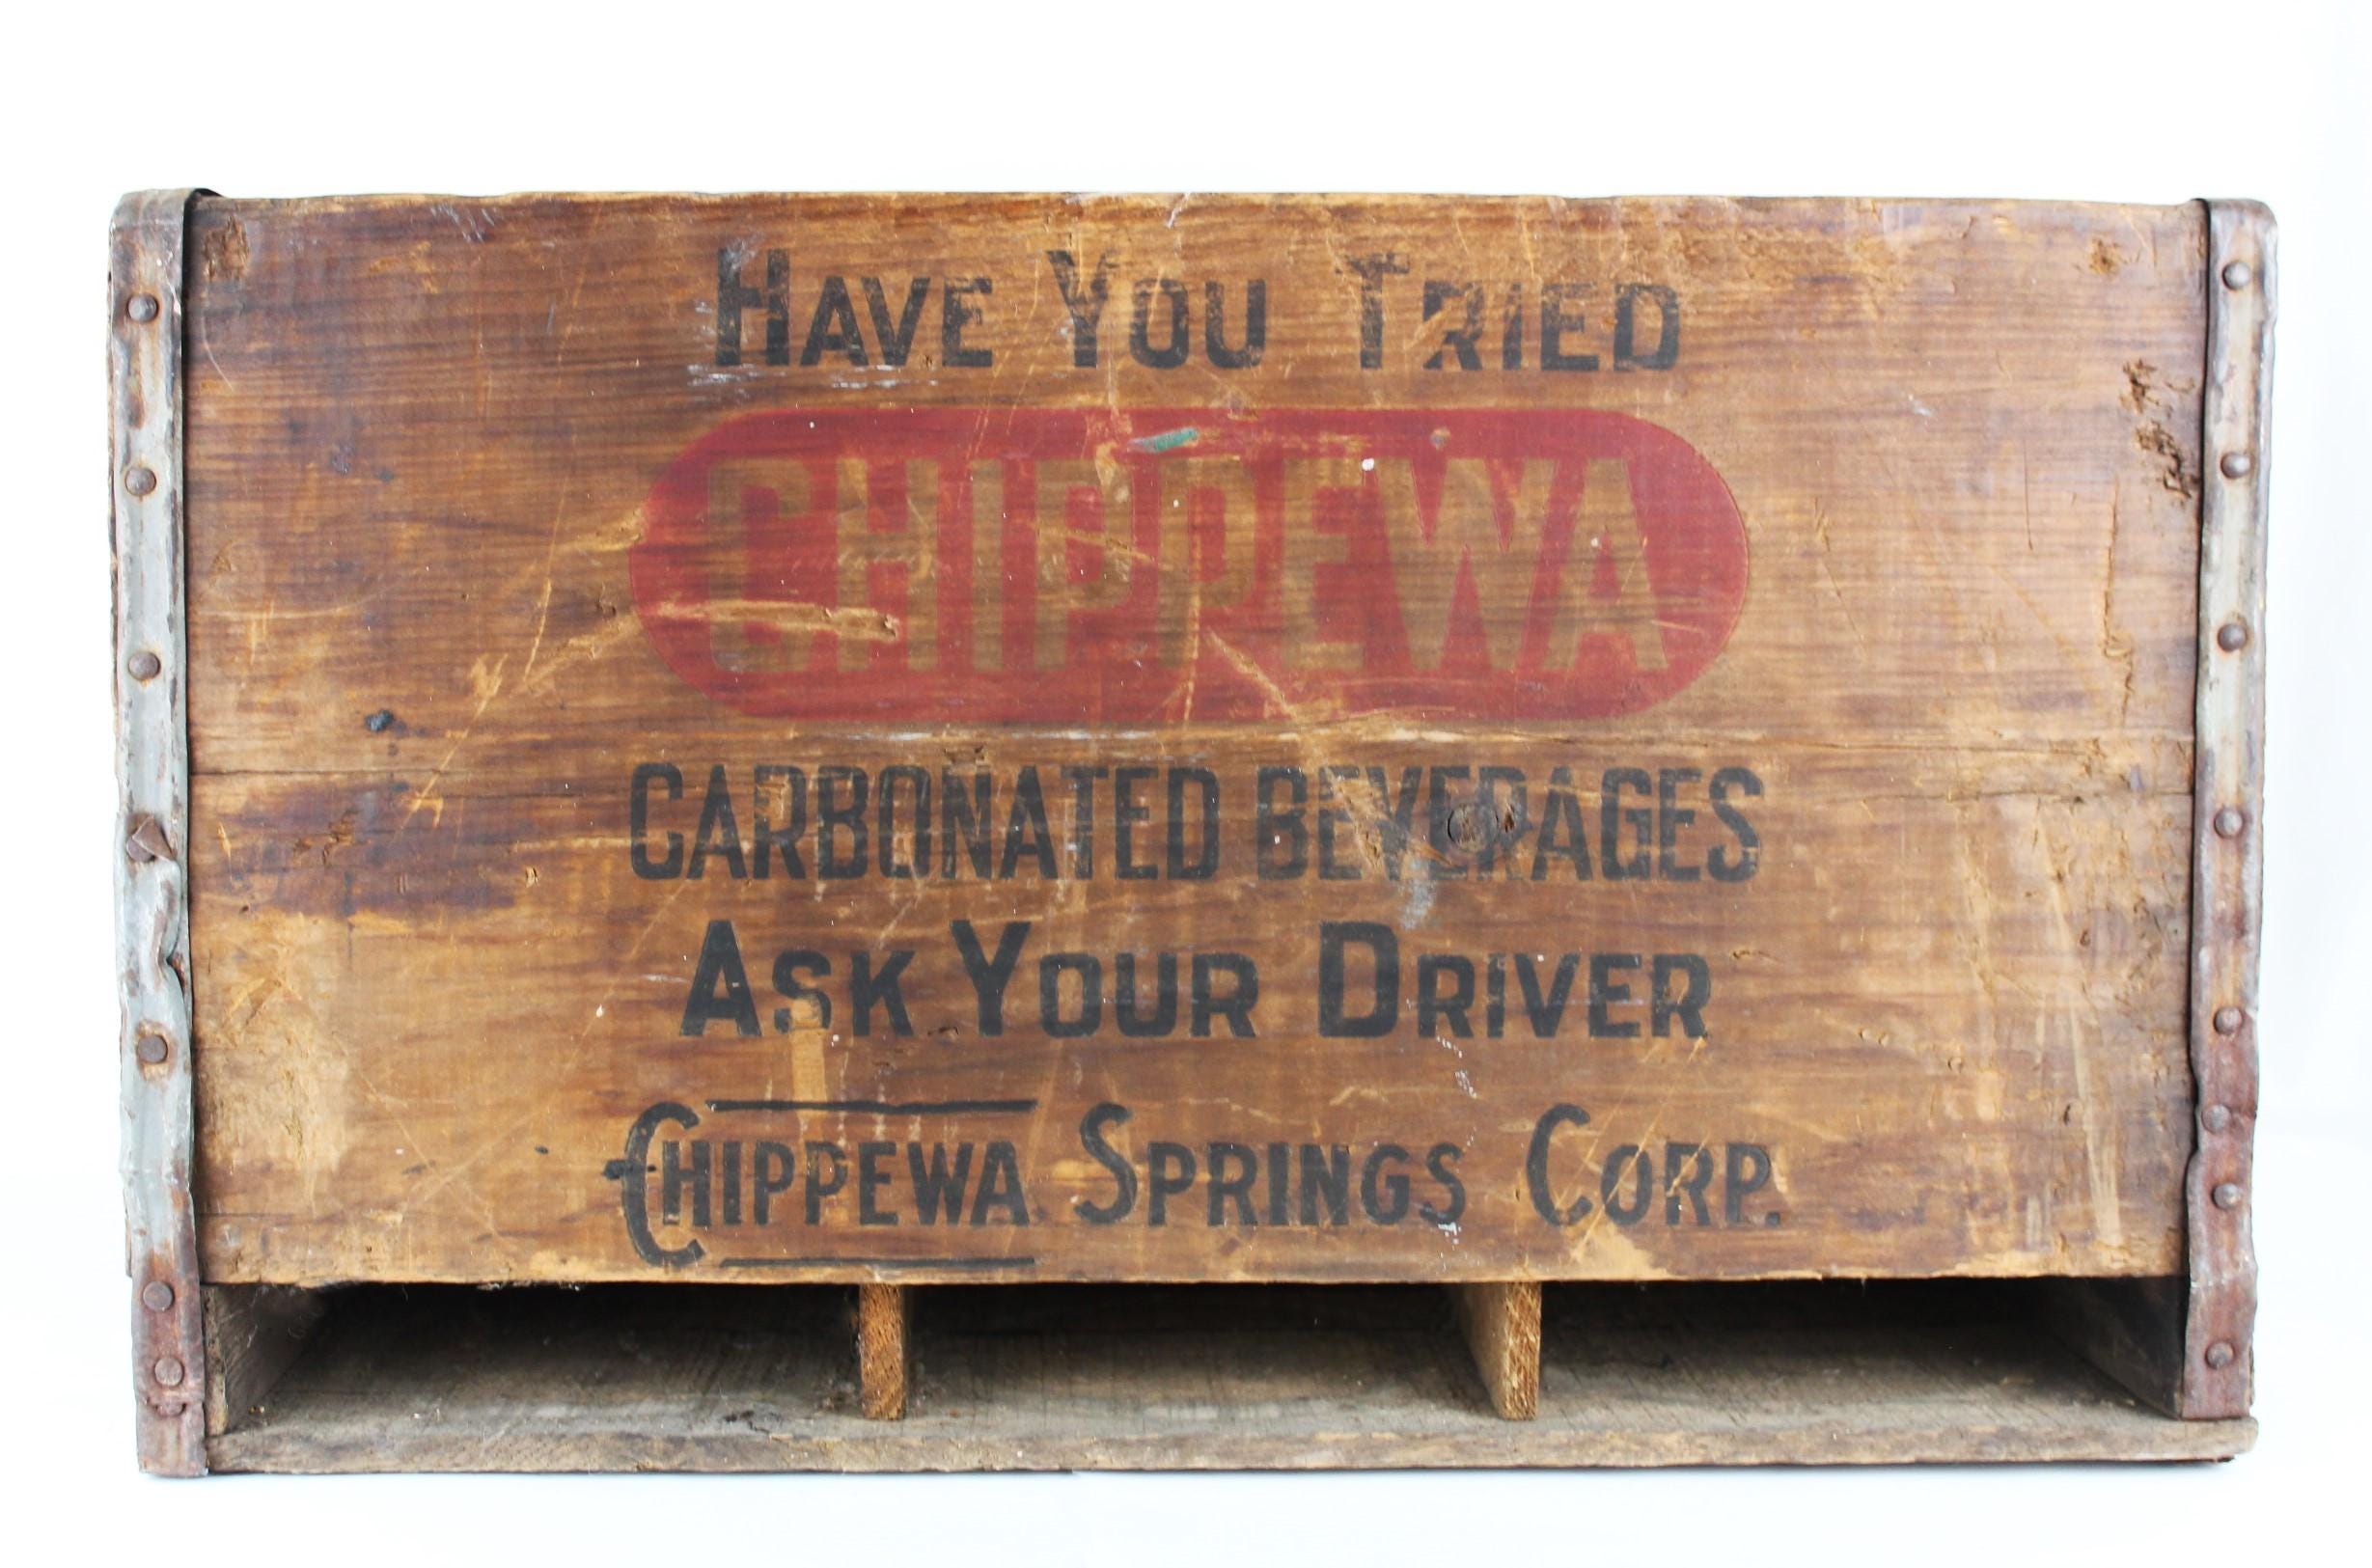 HAVE YOU TRIED
CHIPPEWA
CARBONATED BEVERAGES
ASK YOUR DRIVER
CHIPPEWA SPRINGS CORP.